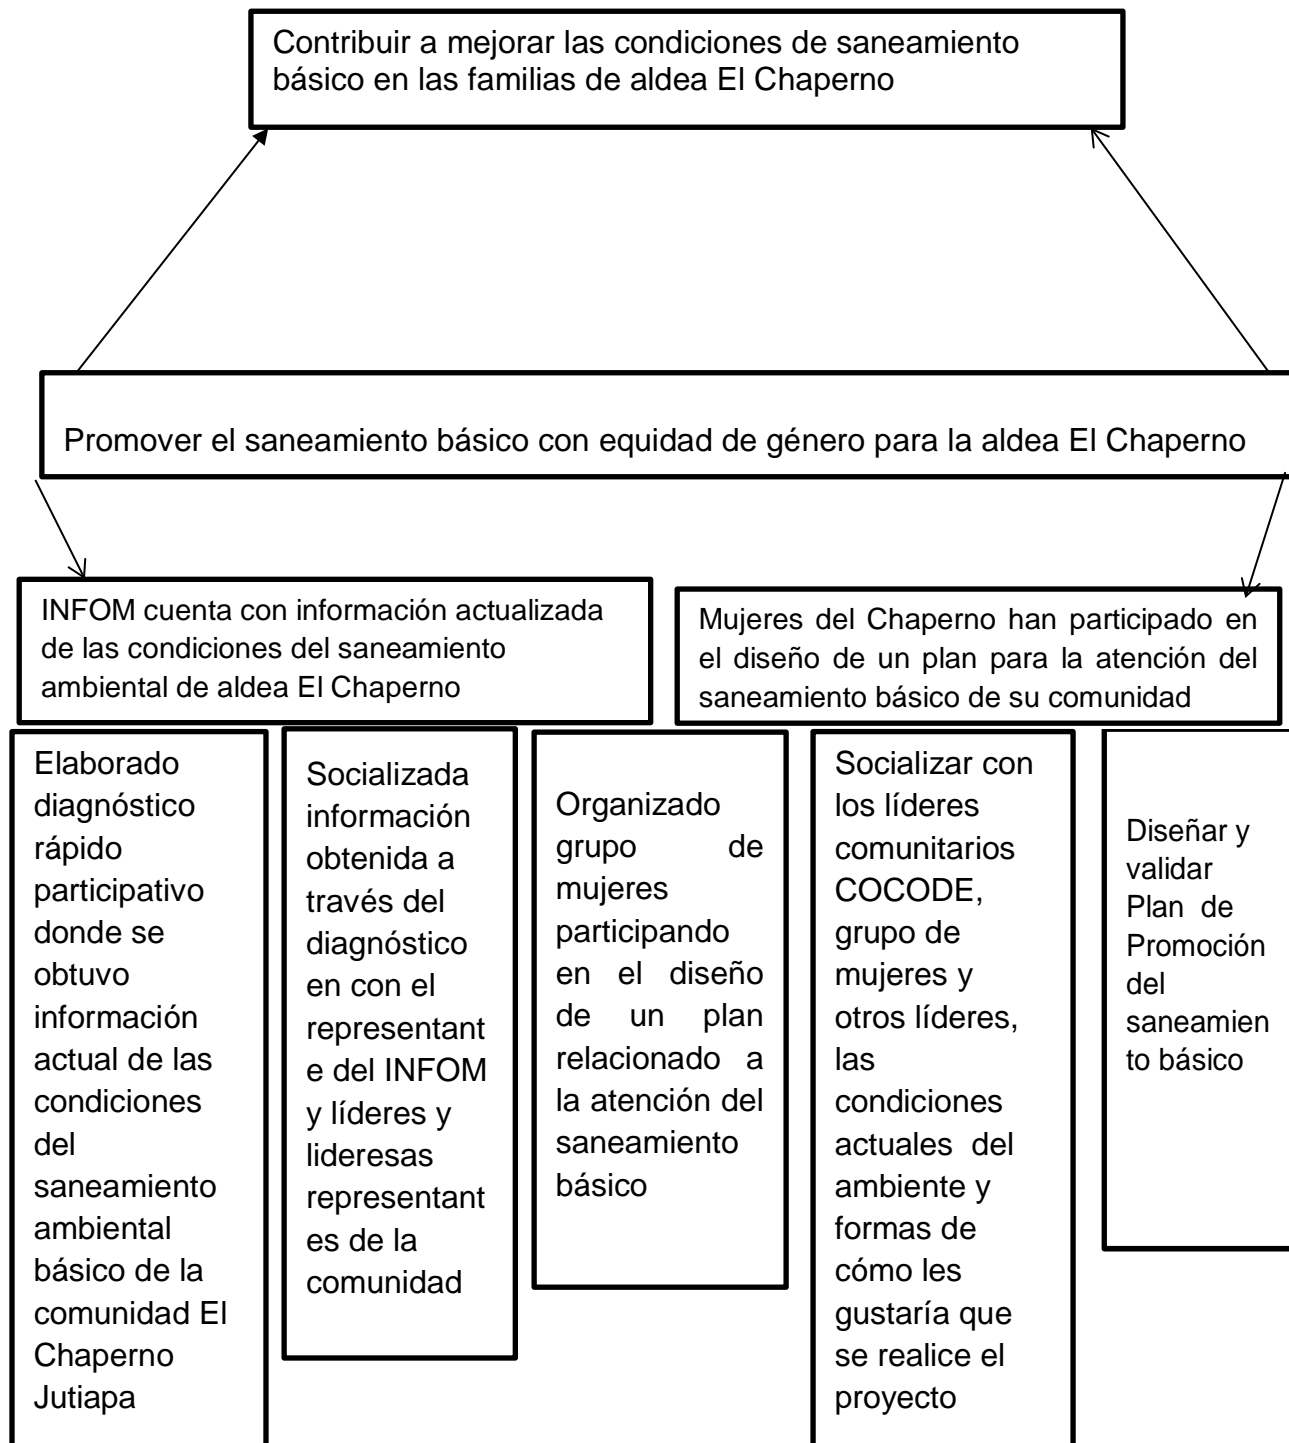 Contribuir a mejorar las condiciones de saneamiento
básico en las familias de aldea El Chaperno
Promover el saneamiento básico con equidad de género para la aldea El Chaperno
INFOM cuenta con información actualizada
de las condiciones del saneamiento
ambiental de aldea El Chaperno
Mujeres del Chaperno han participado en
el diseño de un plan para la atención del
saneamiento básico de su comunidad
Elaborado
diagnóstico
rápido
participativo
donde se
obtuvo
información
actual de las
condiciones
del
saneamiento
ambiental
básico de la
comunidad El
Chaperno
Jutiapa
Socializada
información
obtenida a
través del
diagnóstico
en con el
representant
e del INFOM
y líderes y
lideresas
representant
es de la
comunidad
Organizado
grupo de
mujeres
participando
en el diseño
de un plan
relacionado a
la atención del
saneamiento
básico
Socializar con
los líderes
comunitarios
COCODE,
grupo de
mujeres y
otros líderes,
las
condiciones
actuales del
ambiente y
formas de
cómo les
gustaría que
se realice el
proyecto
Diseñar y
validar
Plan de
Promoción
del
saneamien
to básico